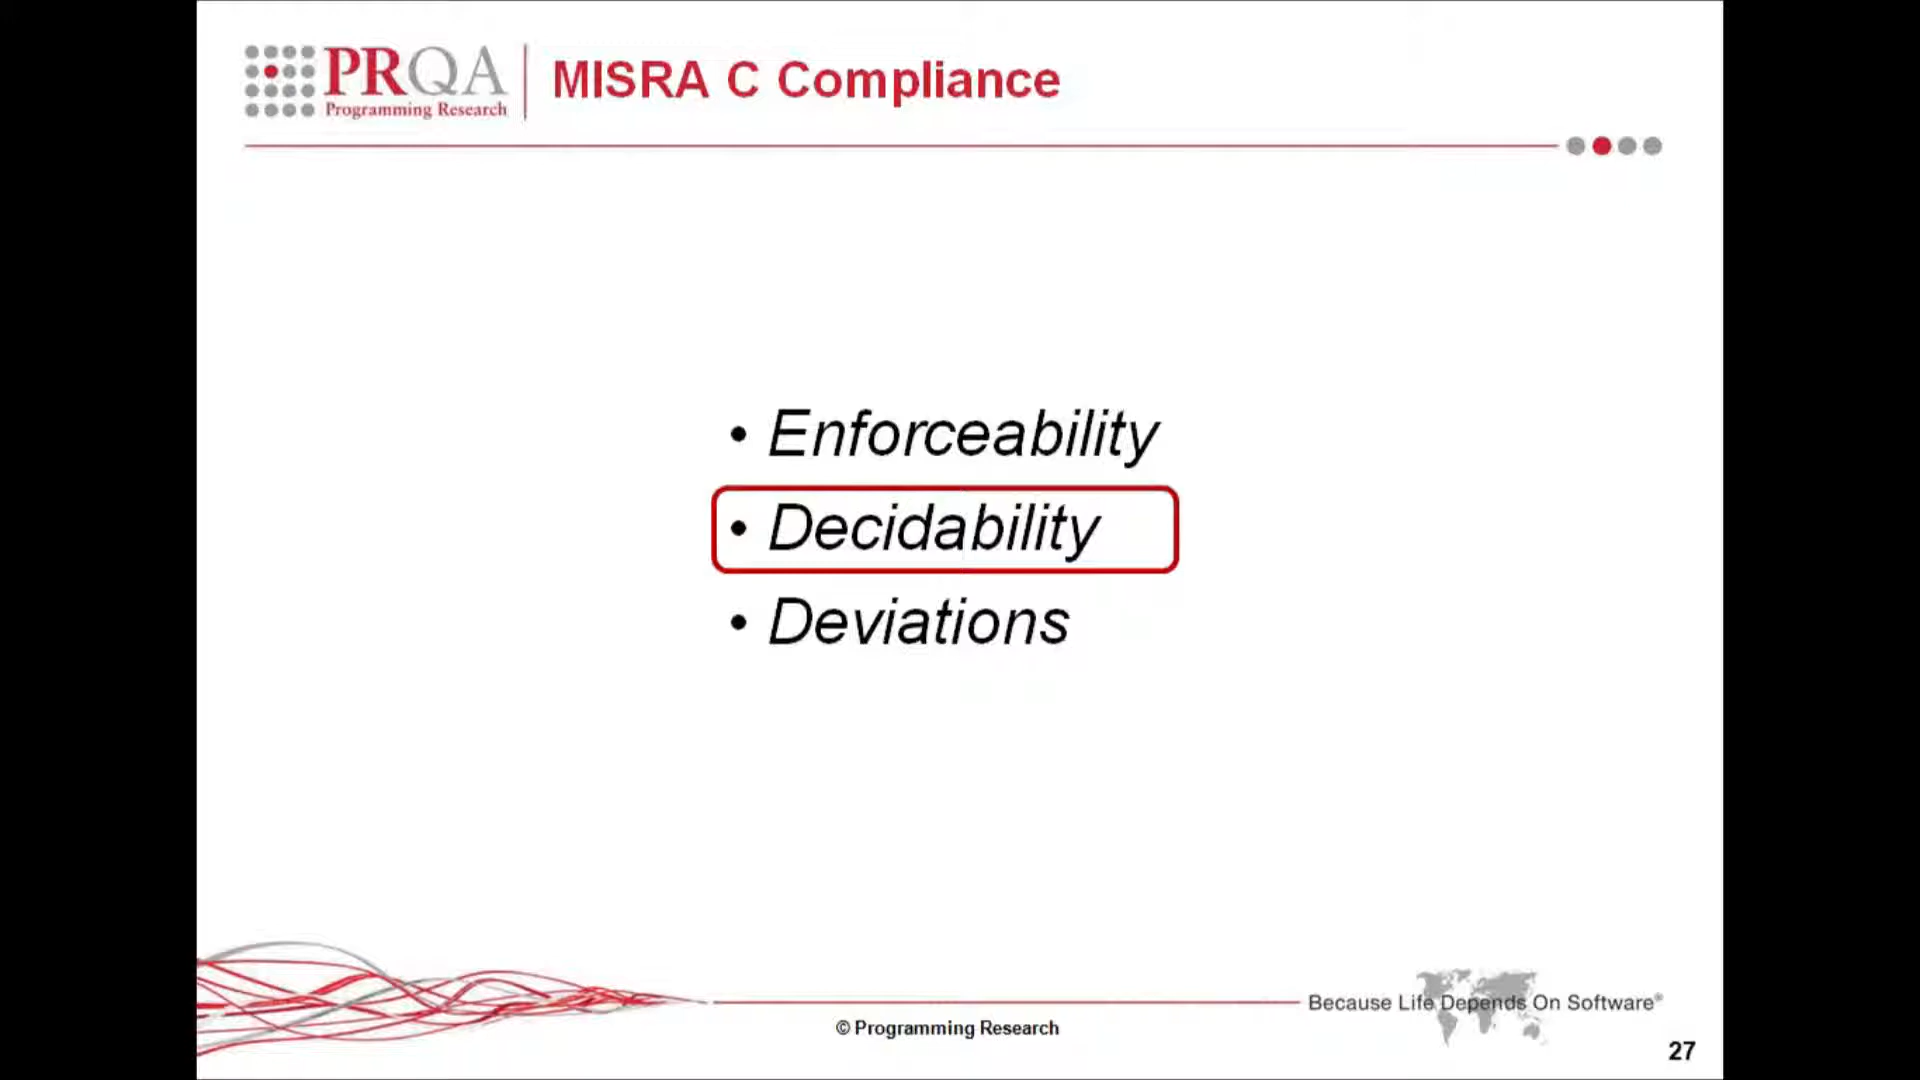 PRQA
Programming Research
MISRA C Compliance
• Enforceability
• Decidability
• Deviations
Because Life Depends On Software®
© Programming Research
27